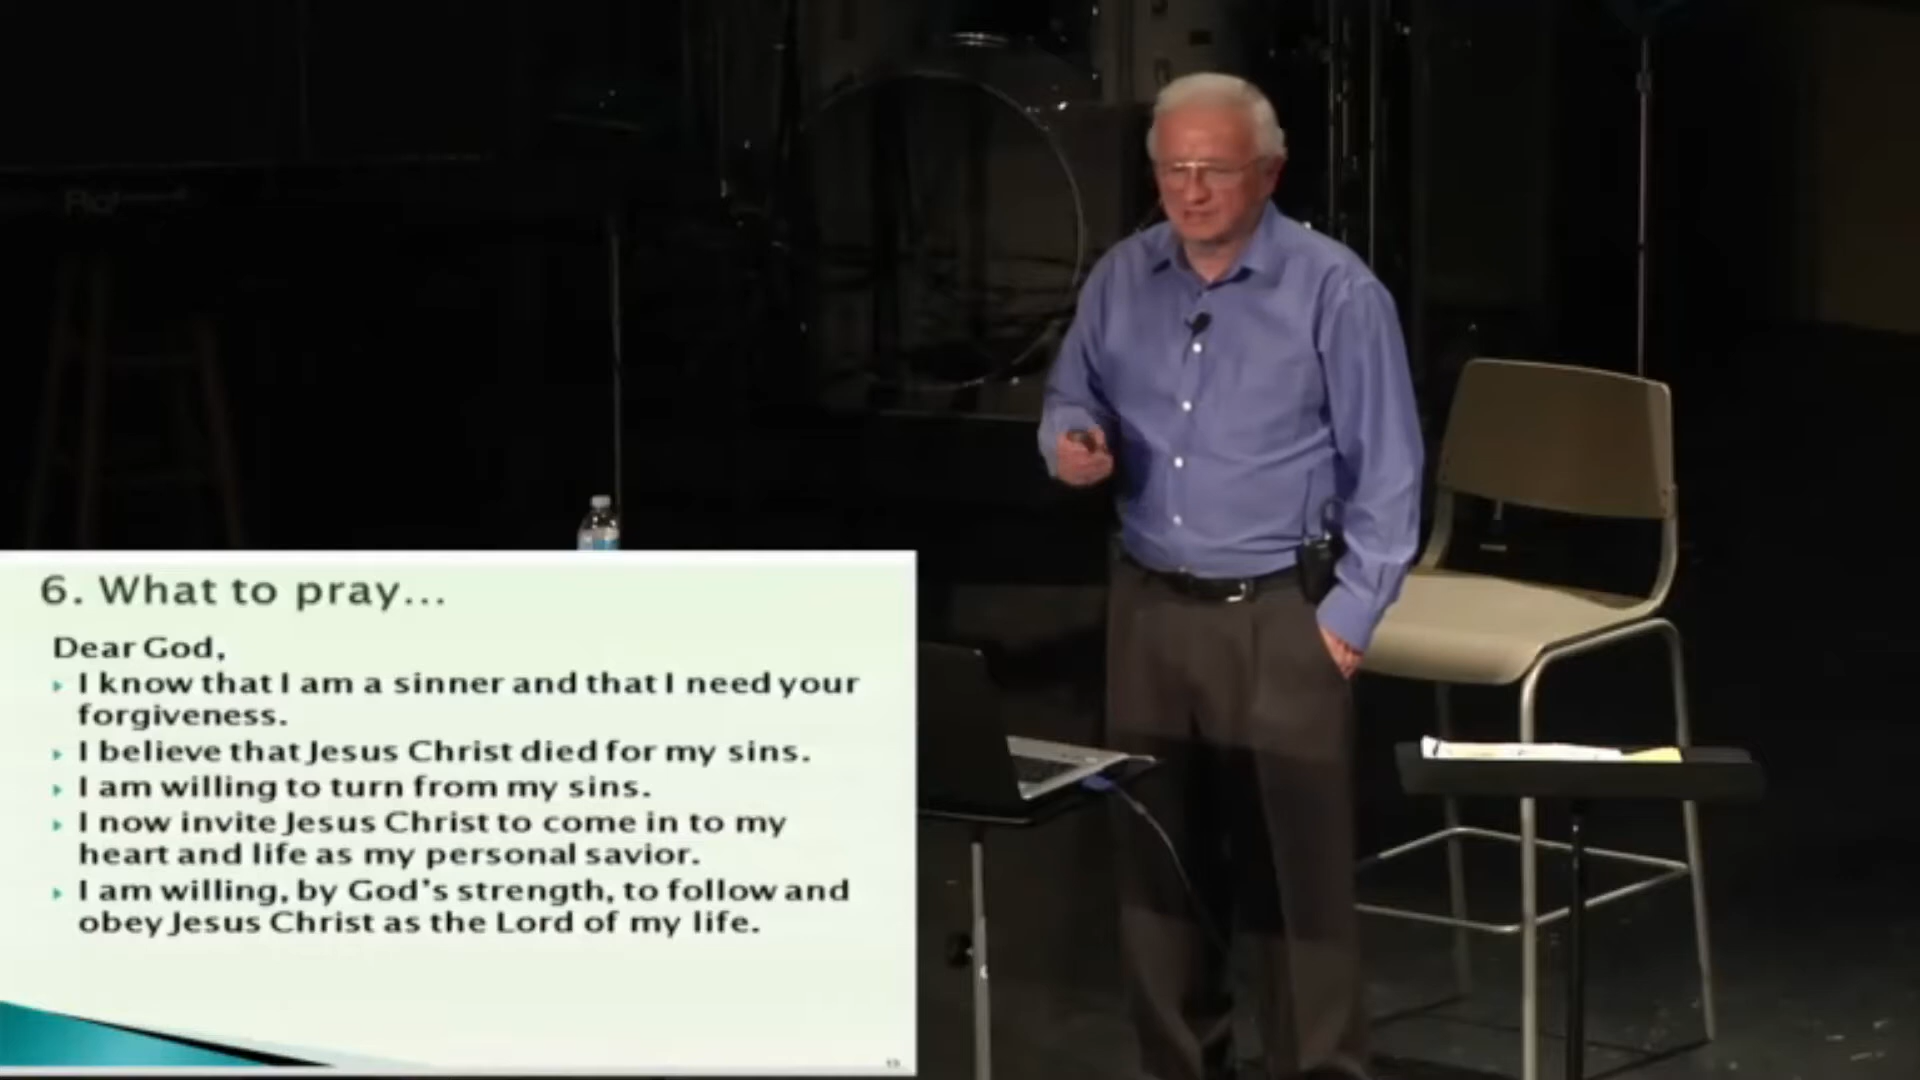 6. What to pray...
Dear God,
I know that I am a sinner and that I need your
forgiveness.
I believe that Jesus Christ died for my sins.
I am willing to turn from my sins.
I now invite Jesus Christ to come in to my
heart and life as my personal savior.
I am willing, by God's strength, to follow and
obey Jesus Christ as the Lord of my life.